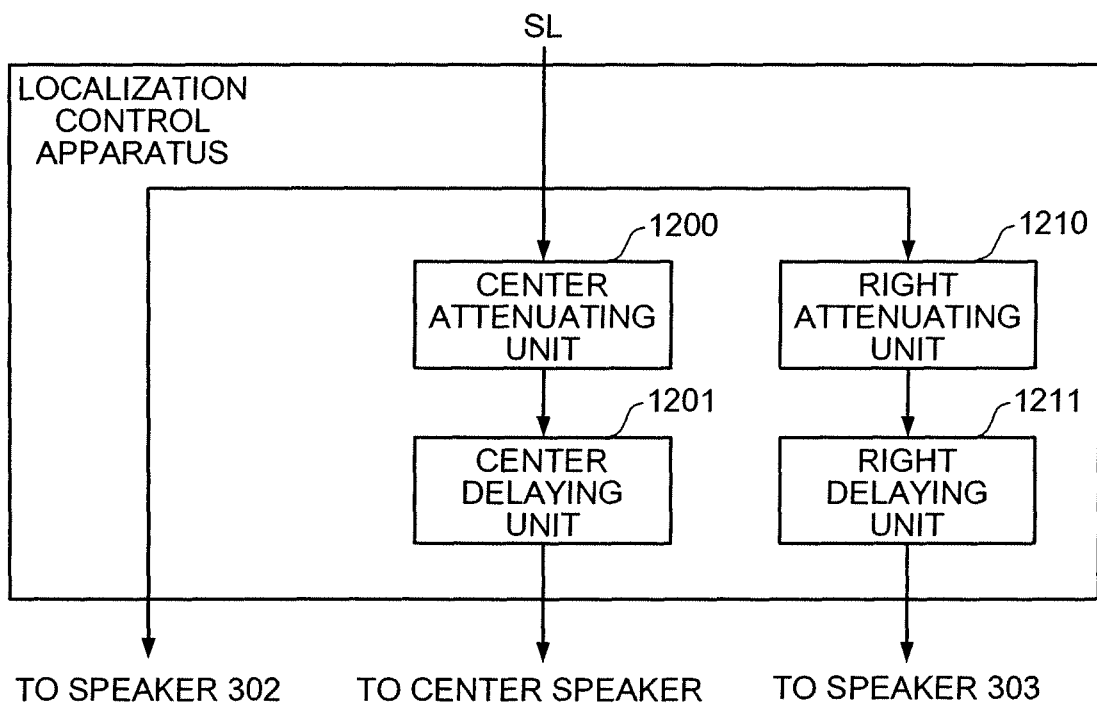 SL
LOCALIZATION
CONTROL
APPARATUS
1200
1210
CENTER
ATTENUATING
UNIT
RIGHT
ATTENUATING
UNIT
1201
1211
CENTER
DELAYING
UNIT
RIGHT
DELAYING
UNIT
TO SPEAKER 302
TO CENTER SPEAKER
TO SPEAKER 303